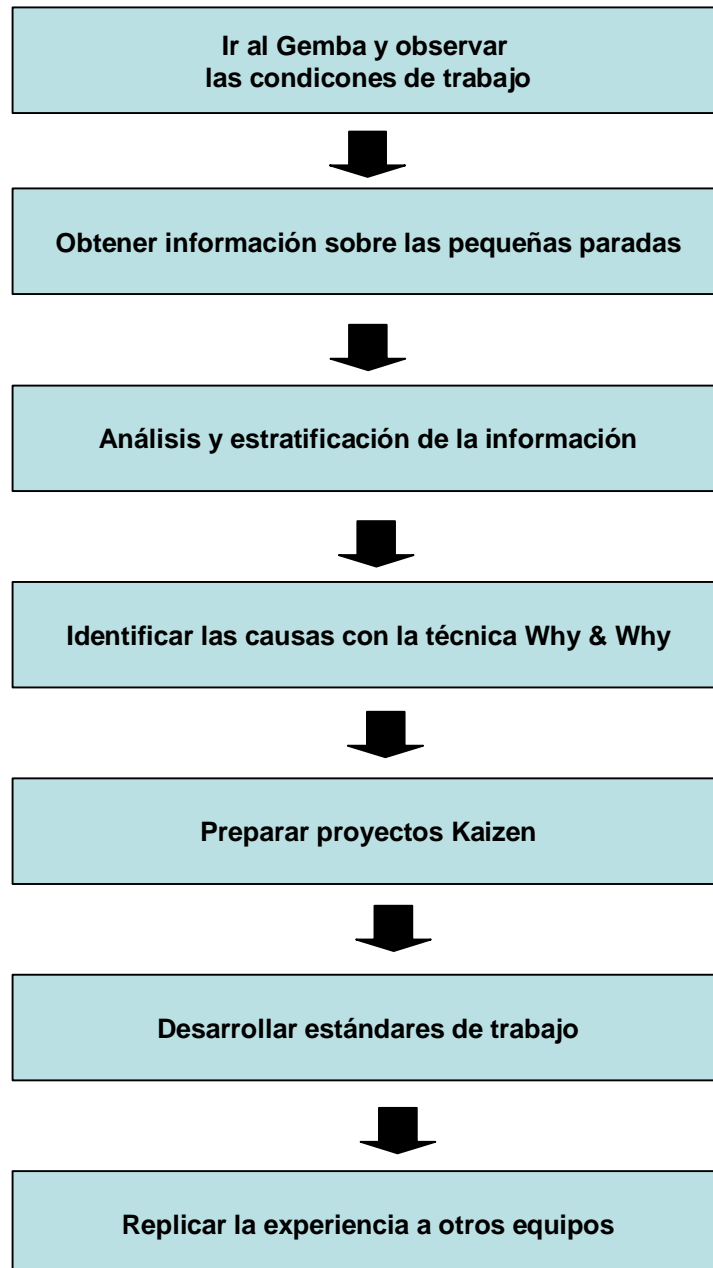 Ir al Gemba y observar
las condicones de trabajo
Obtener información sobre las pequeñas paradas
Análisis y estratificación de la información
Identificar las causas con la técnica Why & Why
Preparar proyectos Kaizen
Desarrollar estándares de trabajo
Replicar la experiencia a otros equipos